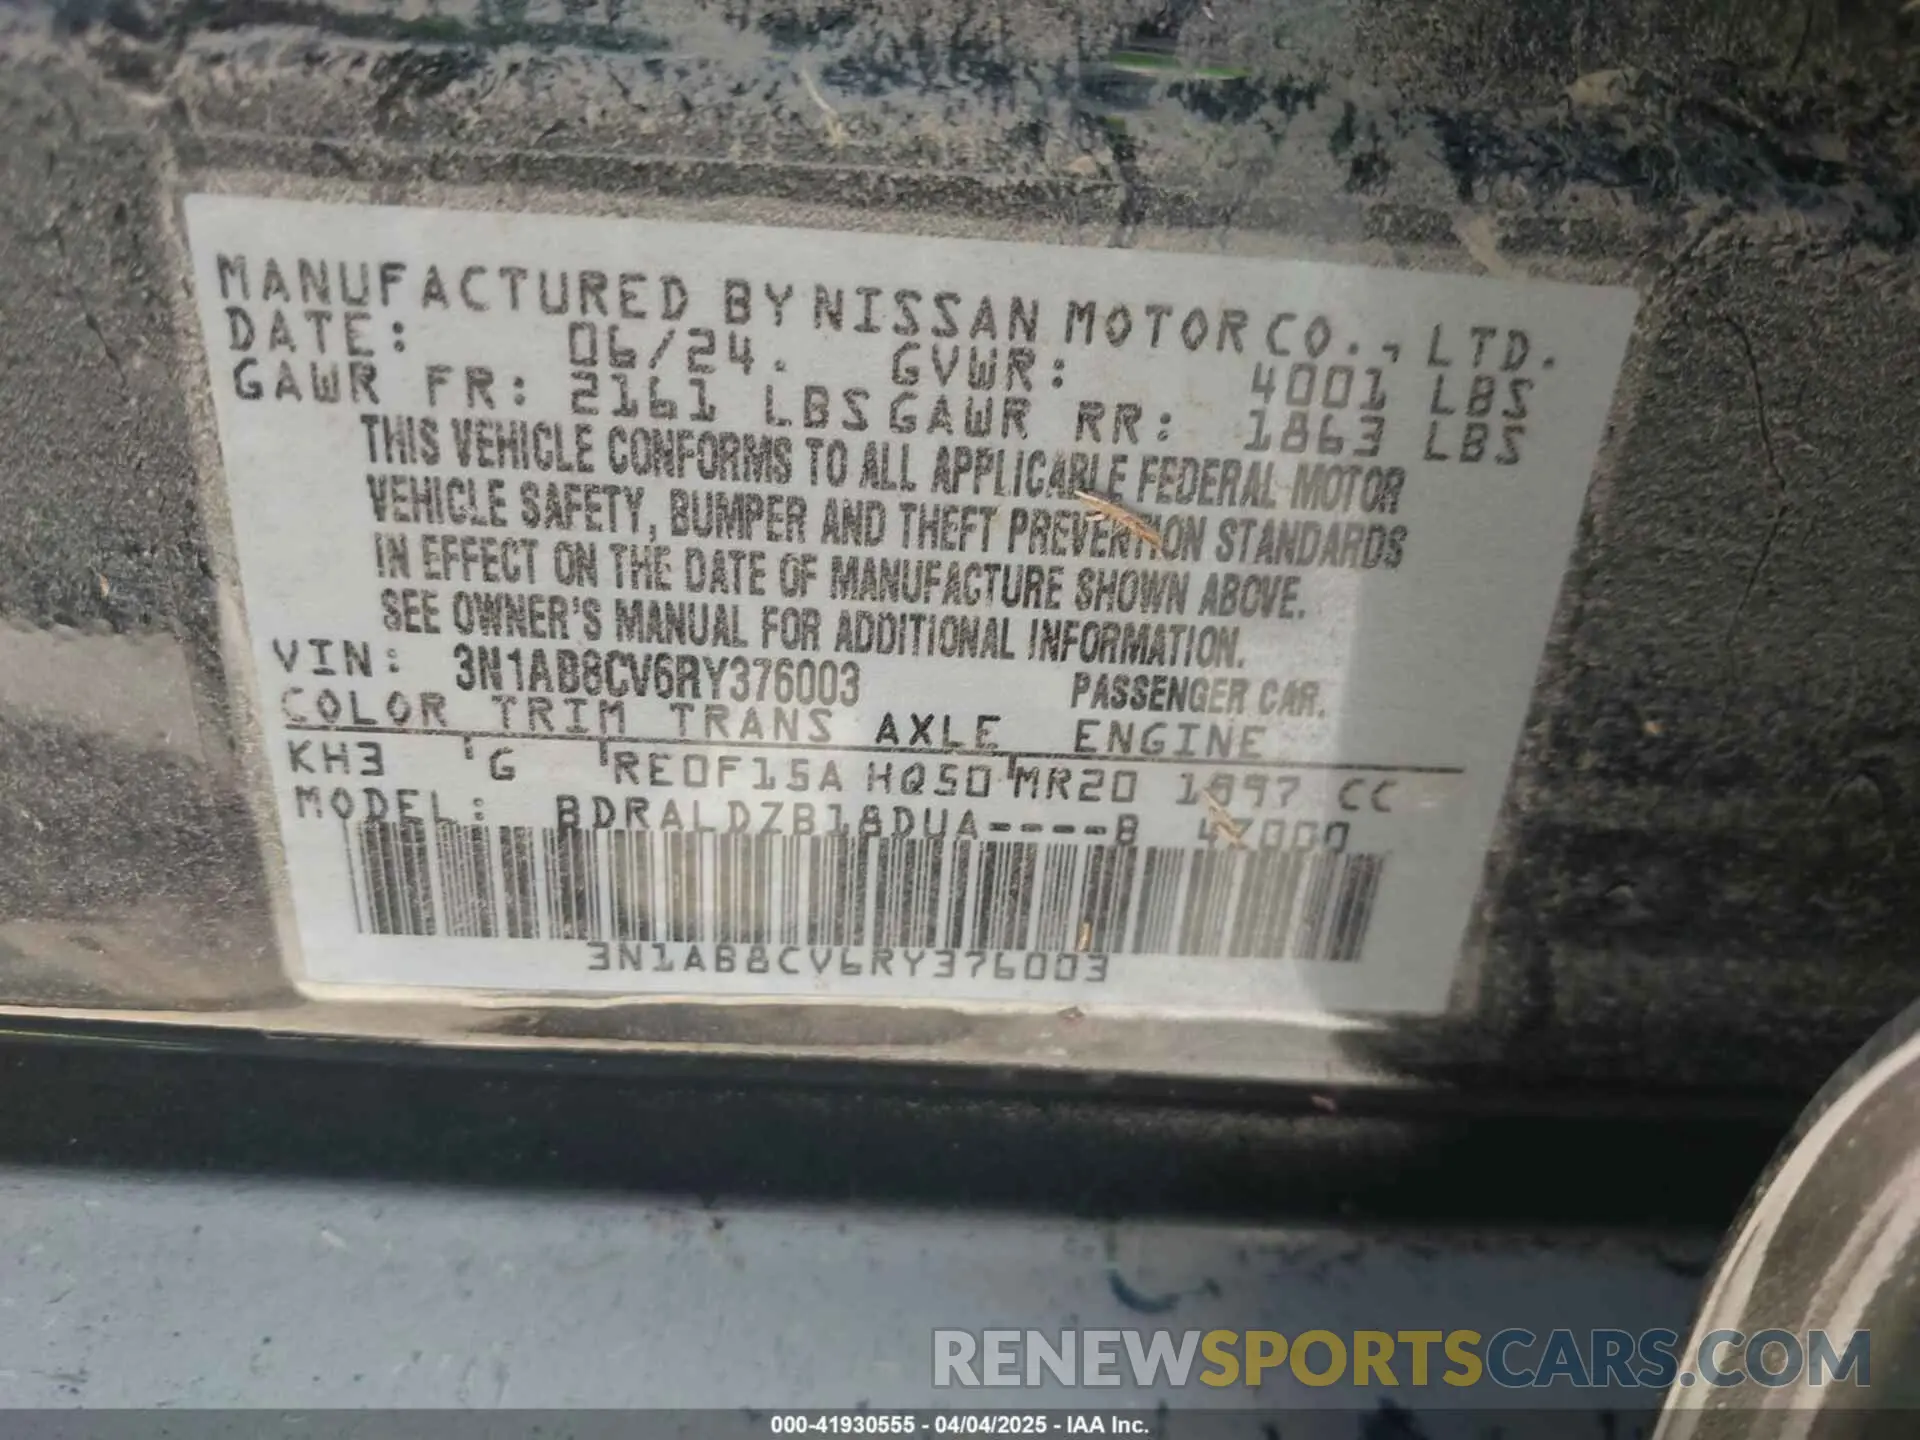 MANUFACTURED BY NISSAN MOTOR CO., LTD.
DATE: 06/24. GVWR: 4001 LBS
GAWR FR: 2161 LBS GAWR RR: 1863 LBS
THIS VEHICLE CONFORMS TO ALL APPLICABLE FEDERAL MOTOR
VEHICLE SAFETY, BUMPER AND THEFT PREVENTION STANDARDS
IN EFFECT ON THE DATE OF MANUFACTURE SHOWN ABOVE.
SEE OWNER'S MANUAL FOR ADDITIONAL INFORMATION.
VIN: 3N1AB8CV6RY376003 PASSENGER CAR.
COLOR TRIM TRANS AXLE ENGINE
KH3 G RE0F15A HQ50 MR20 1997 CC
MODEL: BDRALDZB18DUA----B 47000
3N1AB8CV6RY376003
RENEWSPORTSCARS.COM
000-41930555 - 04/04/2025 - IAA Inc.